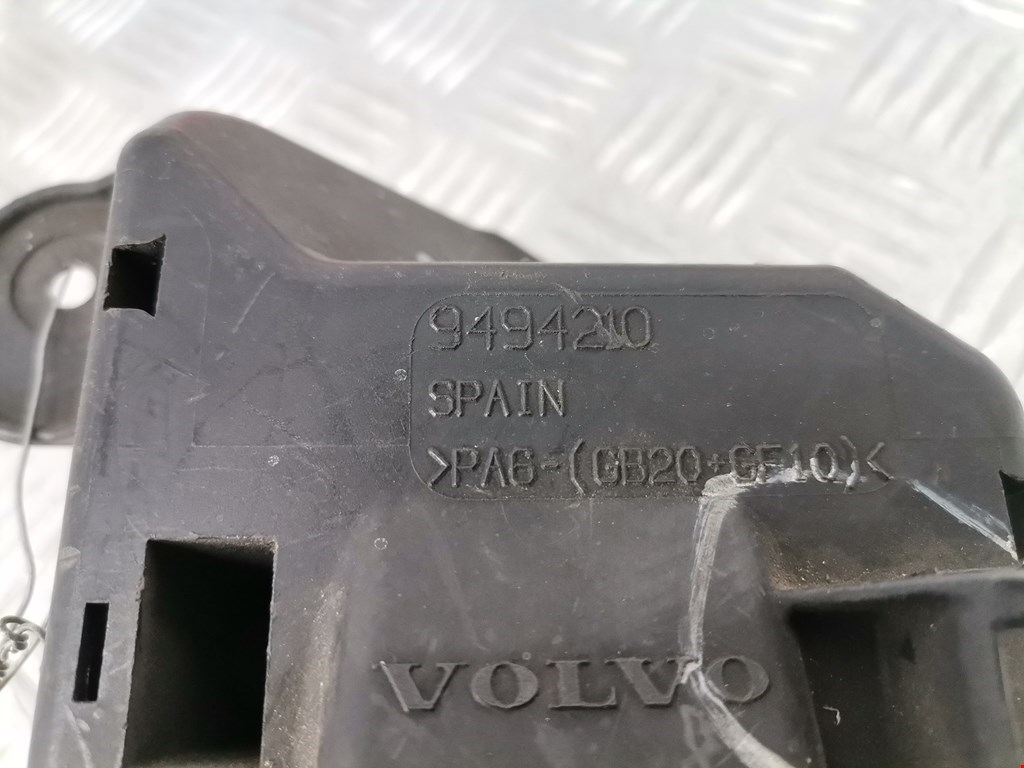 9494210
SPAIN
>PA6-(GB20+GF10)<
VOLVO